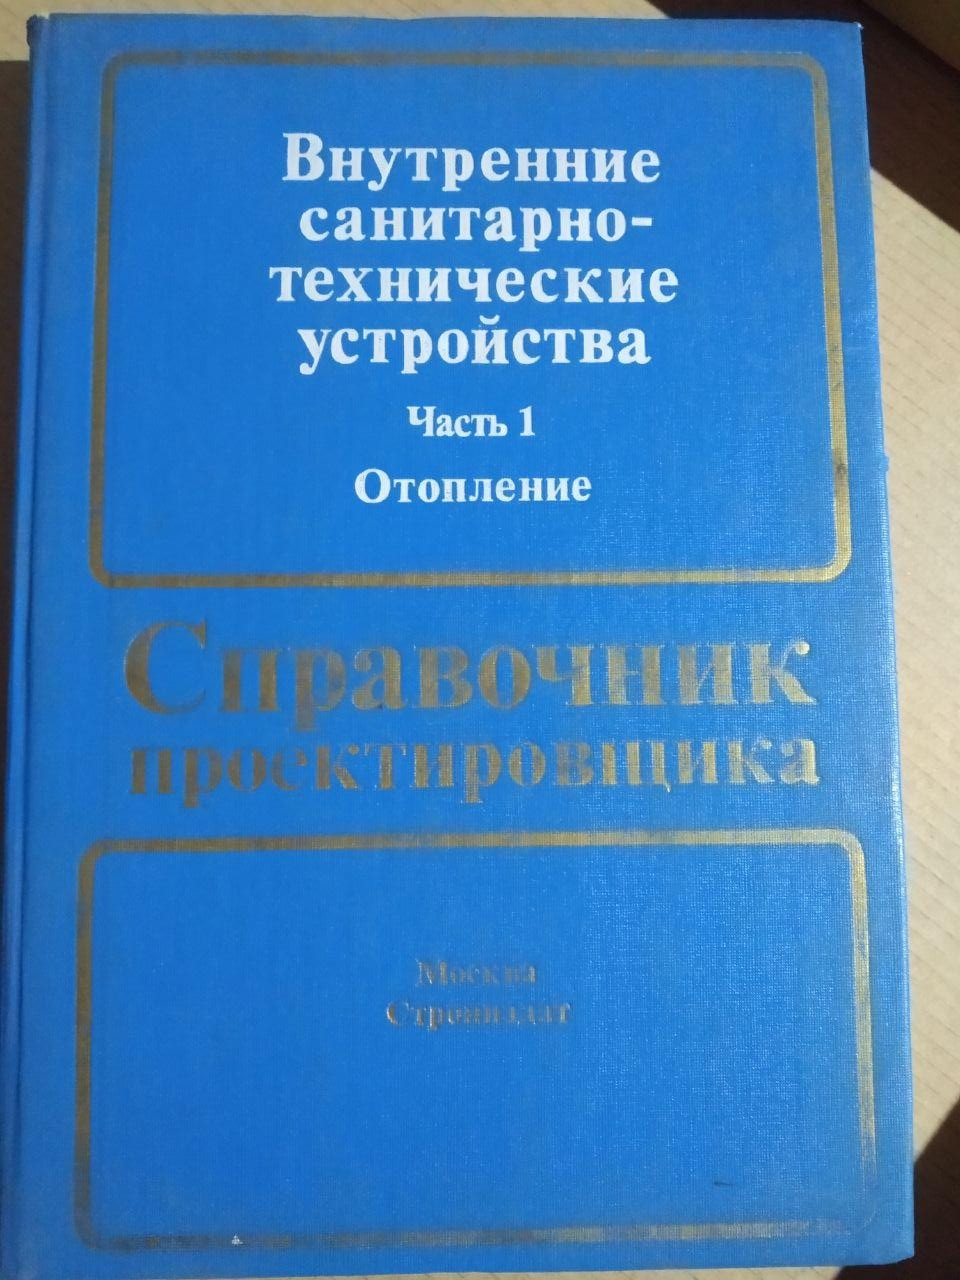 Внутренние
санитарно-
технические
устройства
Часть 1
Отопление
Справочник
проектировщика
Москва
Стройиздат